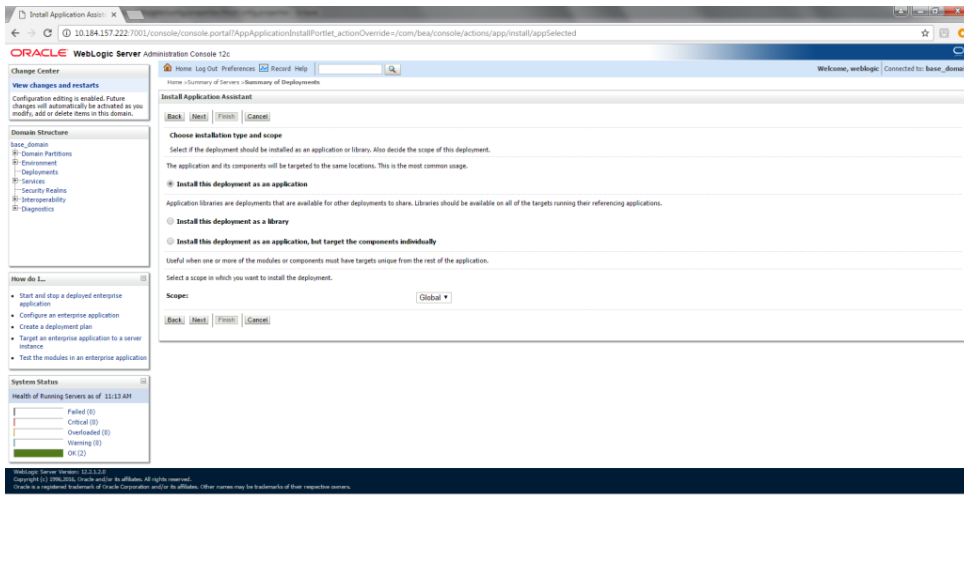 Install Application Assist
10.184.157.222:7001/console/console.portal?AppApplicationInstallPortlet_actionOverride=/com/bea/console/actions/app/install/appSelected
ORACLE WebLogic Server Administration Console 12c
Change Center
View changes and restarts
Configuration editing is enabled. Future
changes will automatically be activated as you
modify, add or delete items in this domain.
Domain Structure
base_domain
Domain Partitions
Environment
Deployments
Services
Security Realms
Interoperability
Diagnostics
How do I...
Start and stop a deployed enterprise
application
Configure an enterprise application
Create a deployment plan
Target an enterprise application to a server
instance
Test the modules in an enterprise application
System Status
Health of Running Servers as of 11:13 AM
Failed (0)
Critical (0)
Overloaded (0)
Warning (0)
OK (2)
Home Log Out Preferences Record Help
Welcome, weblogic Connected to: base_domai
Home >Summary of Servers >Summary of Deployments
Install Application Assistant
Back Next Finish Cancel
Choose installation type and scope
Select if the deployment should be installed as an application or library. Also decide the scope of this deployment.
The application and its components will be targeted to the same locations. This is the most common usage.
Install this deployment as an application
Application libraries are deployments that are available for other deployments to share. Libraries should be available on all of the targets running their referencing applications.
Install this deployment as a library
Install this deployment as an application, but target the components individually
Useful when one or more of the modules or components must have targets unique from the rest of the application.
Select a scope in which you want to install the deployment.
Scope: Global
Back Next Finish Cancel
WebLogic Server Version: 12.2.1.2.0
Copyright (c) 1996,2016, Oracle and/or its affiliates. All rights reserved.
Oracle is a registered trademark of Oracle Corporation and/or its affiliates. Other names may be trademarks of their respective owners.